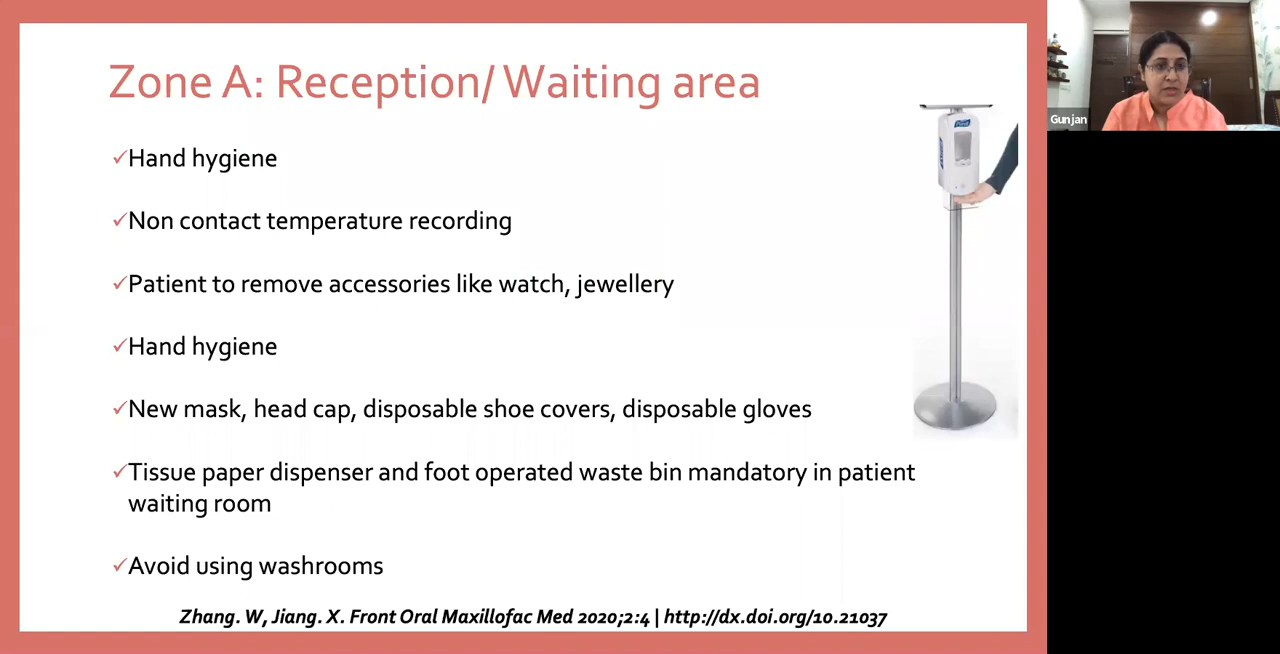 Zone A: Reception/ Waiting area
✓Hand hygiene
✓Non contact temperature recording
✓Patient to remove accessories like watch, jewellery
✓Hand hygiene
✓New mask, head cap, disposable shoe covers, disposable gloves
✓Tissue paper dispenser and foot operated waste bin mandatory in patient
waiting room
✓Avoid using washrooms
Zhang. W, Jiang. X. Front Oral Maxillofac Med 2020;2:4 | http://dx.doi.org/10.21037
Gunjan